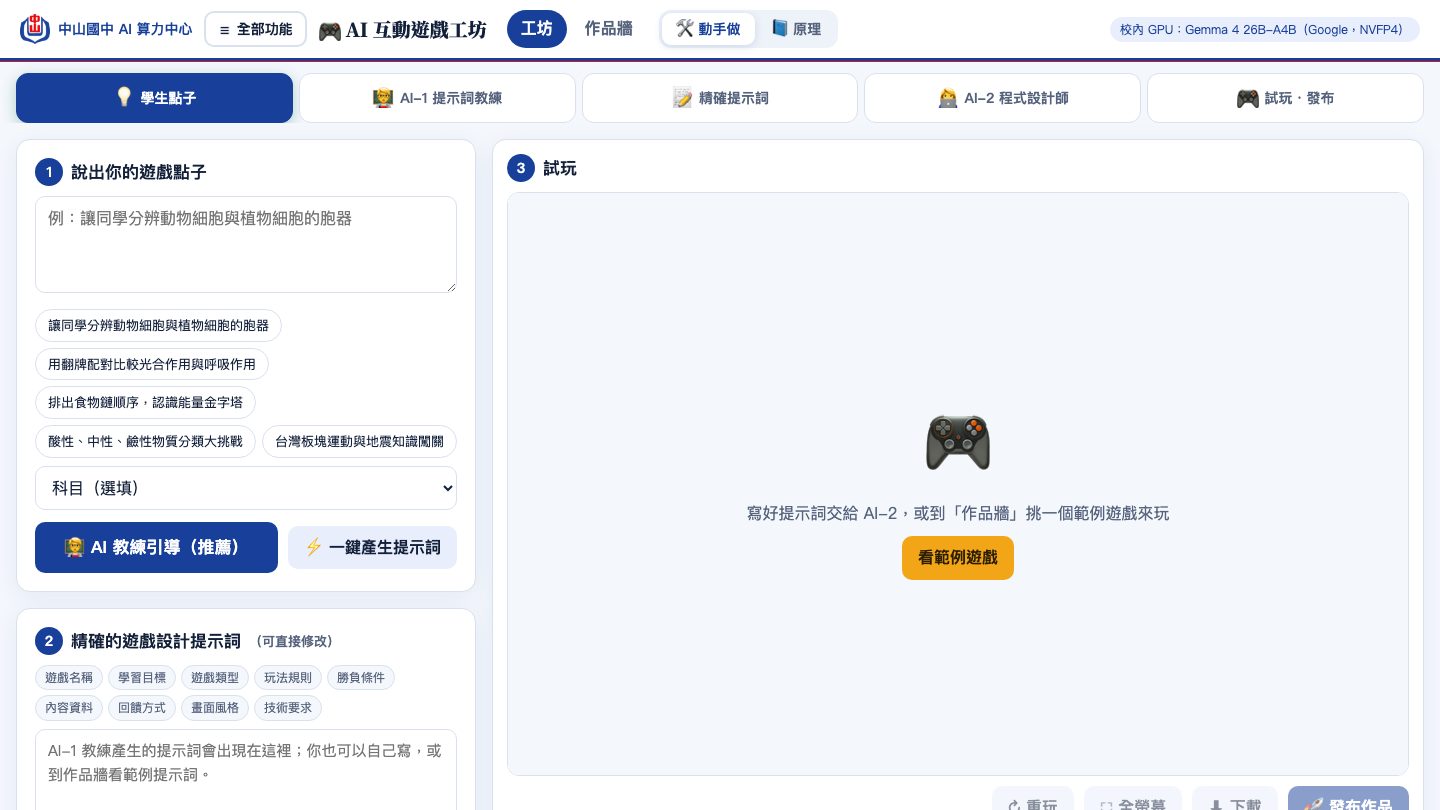 中山國中 AI 算力中心
≡ 全部功能
AI 互動遊戲工坊
工坊
作品牆
動手做
原理
校內 GPU：Gemma 4 26B-A4B（Google，NVFP4）
學生點子
AI-1 提示詞教練
精確提示詞
AI-2 程式設計師
試玩 · 發布
1 說出你的遊戲點子
例：讓同學分辨動物細胞與植物細胞的胞器
讓同學分辨動物細胞與植物細胞的胞器
用翻牌配對比較光合作用與呼吸作用
排出食物鏈順序，認識能量金字塔
酸性、中性、鹼性物質分類大挑戰
台灣板塊運動與地震知識闖關
科目（選填）
AI 教練引導（推薦）
一鍵產生提示詞
2 精確的遊戲設計提示詞 （可直接修改）
遊戲名稱 學習目標 遊戲類型 玩法規則 勝負條件
內容資料 回饋方式 畫面風格 技術要求
AI-1 教練產生的提示詞會出現在這裡；你也可以自己寫，或
到作品牆看範例提示詞。
3 試玩
寫好提示詞交給 AI-2，或到「作品牆」挑一個範例遊戲來玩
看範例遊戲
重玩
全螢幕
下載
發布作品